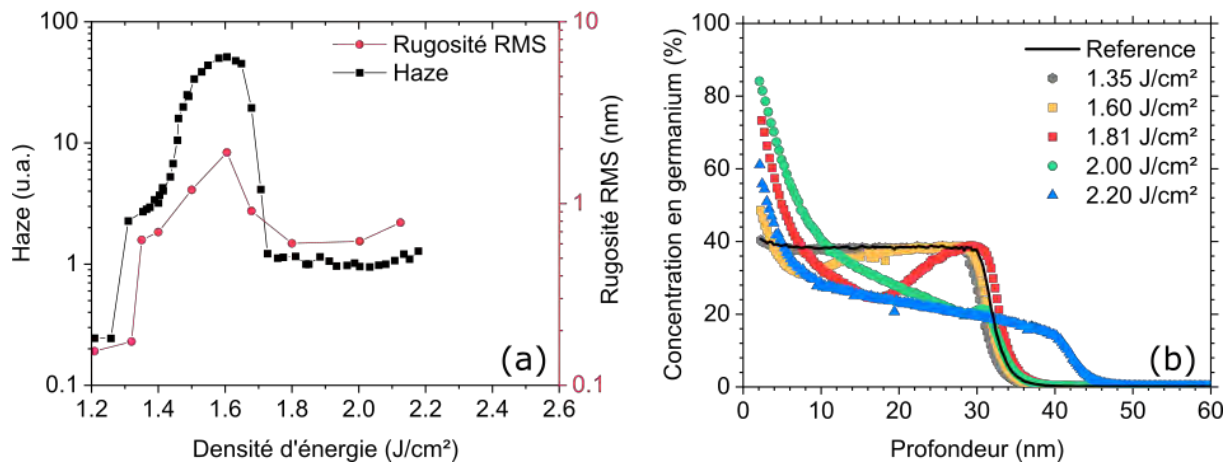 100
10
1
0.1
Haze (u.a.)
Rugosité RMS
Haze
(a)
10
1
0.1
Rugosité RMS (nm)
1.2 1.4 1.6 1.8 2.0 2.2 2.4 2.6
Densité d'énergie (J/cm²)
100
80
60
40
20
0
Concentration en germanium (%)
Reference
1.35 J/cm²
1.60 J/cm²
1.81 J/cm²
2.00 J/cm²
2.20 J/cm²
(b)
0 10 20 30 40 50 60
Profondeur (nm)